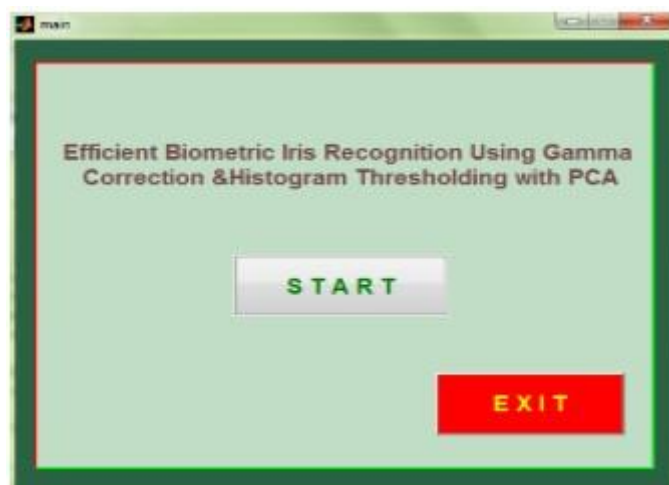 main
Efficient Biometric Iris Recognition Using Gamma
Correction &Histogram Thresholding with PCA
START
EXIT